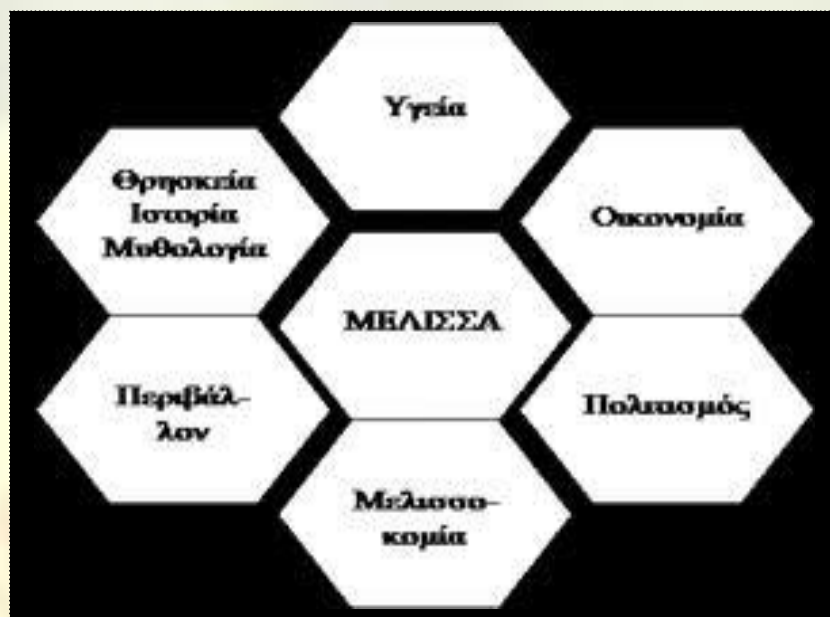 Υγεία
Θρησκεία
Ιστορία
Μυθολογία
Οικονομία
ΜΕΛΙΣΣΑ
Περιβάλ-
λον
Πολιτισμός
Μελισσο-
κομία